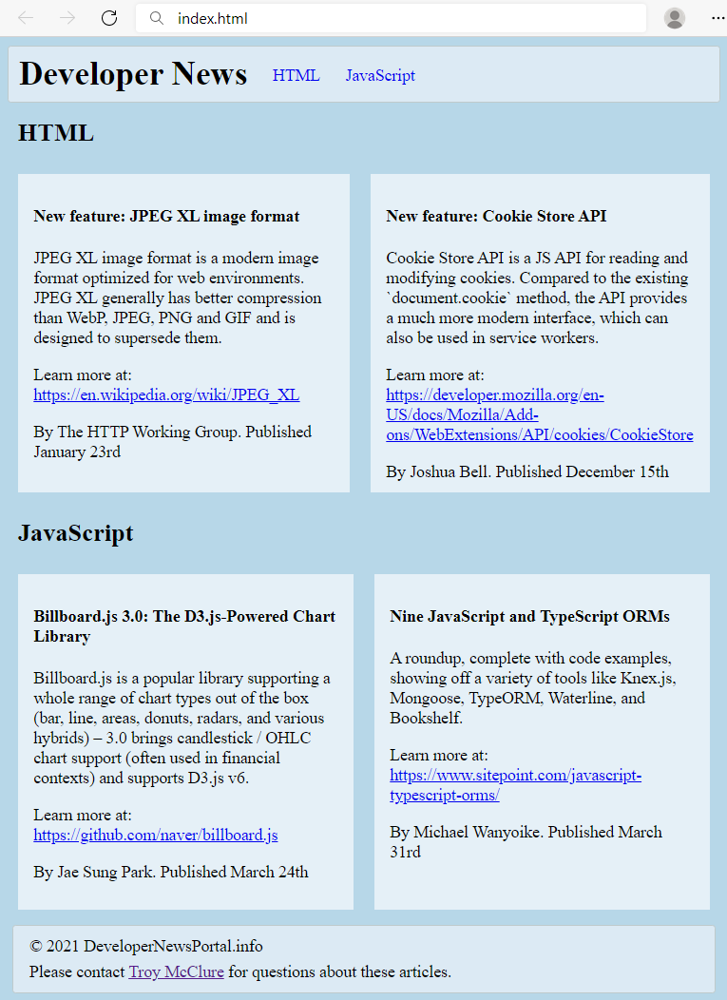 index.html
Developer News HTML JavaScript
HTML
New feature: JPEG XL image format
JPEG XL image format is a modern image
format optimized for web environments.
JPEG XL generally has better compression
than WebP, JPEG, PNG and GIF and is
designed to supersede them.
Learn more at:
https://en.wikipedia.org/wiki/JPEG_XL
By The HTTP Working Group. Published
January 23rd
New feature: Cookie Store API
Cookie Store API is a JS API for reading and
modifying cookies. Compared to the existing
`document.cookie` method, the API provides
a much more modern interface, which can
also be used in service workers.
Learn more at:
https://developer.mozilla.org/en-
US/docs/Mozilla/Add-
ons/WebExtensions/API/cookies/CookieStore
By Joshua Bell. Published December 15th
JavaScript
Billboard.js 3.0: The D3.js-Powered Chart
Library
Billboard.js is a popular library supporting a
whole range of chart types out of the box
(bar, line, areas, donuts, radars, and various
hybrids) – 3.0 brings candlestick / OHLC
chart support (often used in financial
contexts) and supports D3.js v6.
Learn more at:
https://github.com/naver/billboard.js
By Jae Sung Park. Published March 24th
Nine JavaScript and TypeScript ORMs
A roundup, complete with code examples,
showing off a variety of tools like Knex.js,
Mongoose, TypeORM, Waterline, and
Bookshelf.
Learn more at:
https://www.sitepoint.com/javascript-
typescript-orms/
By Michael Wanyoike. Published March
31rd
© 2021 DeveloperNewsPortal.info
Please contact Troy McClure for questions about these articles.